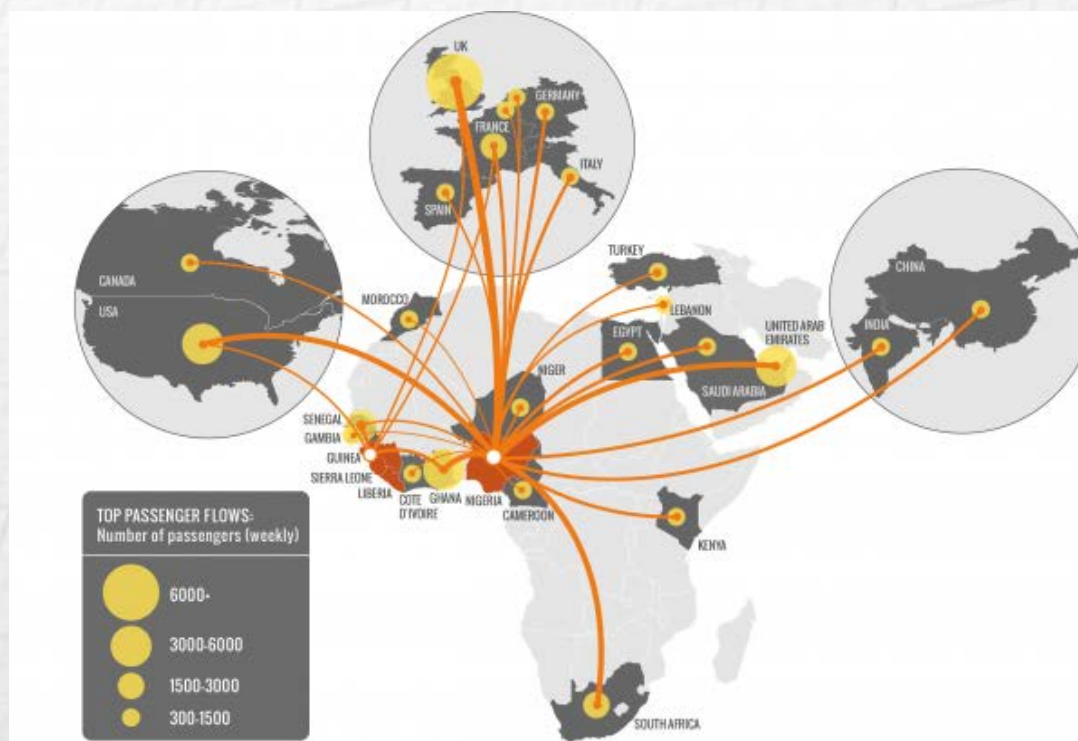 UK
GERMANY
FRANCE
ITALY
SPAIN
CANADA
USA
MOROCCO
TURKEY
LEBANON
EGYPT
UNITED ARAB
EMIRATES
SAUDI ARABIA
CHINA
INDIA
NIGER
SENEGAL
GAMBIA
GUINEA
SIERRA LEONE
LIBERIA
COTE
D'IVOIRE
GHANA
NIGERIA
CAMEROON
KENYA
SOUTH AFRICA
TOP PASSENGER FLOWS:
Number of passengers (weekly)
6000+
3000-6000
1500-3000
300-1500